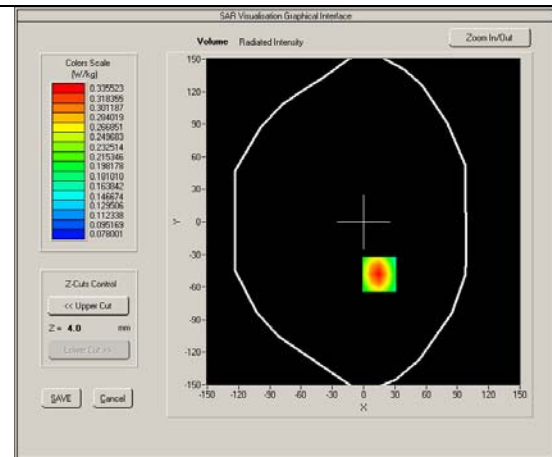 SAR Visualisation Graphical Interface
Volume Radiated Intensity
Zoom In/Out
Colors Scale
(W/kg)
0.335523
0.318355
0.301187
0.284019
0.266851
0.249683
0.232514
0.215346
0.198178
0.181010
0.163842
0.146674
0.129506
0.112338
0.095169
0.078001
Z-Cuts Control
<< Upper Cut
Z = 4.0 mm
Lower Cut >>
SAVE Cancel
150
120
90
60
30
0
-30
-60
-90
-120
-150
Y
-150 -120 -90 -60 -30 0 30 60 90 120 150
X